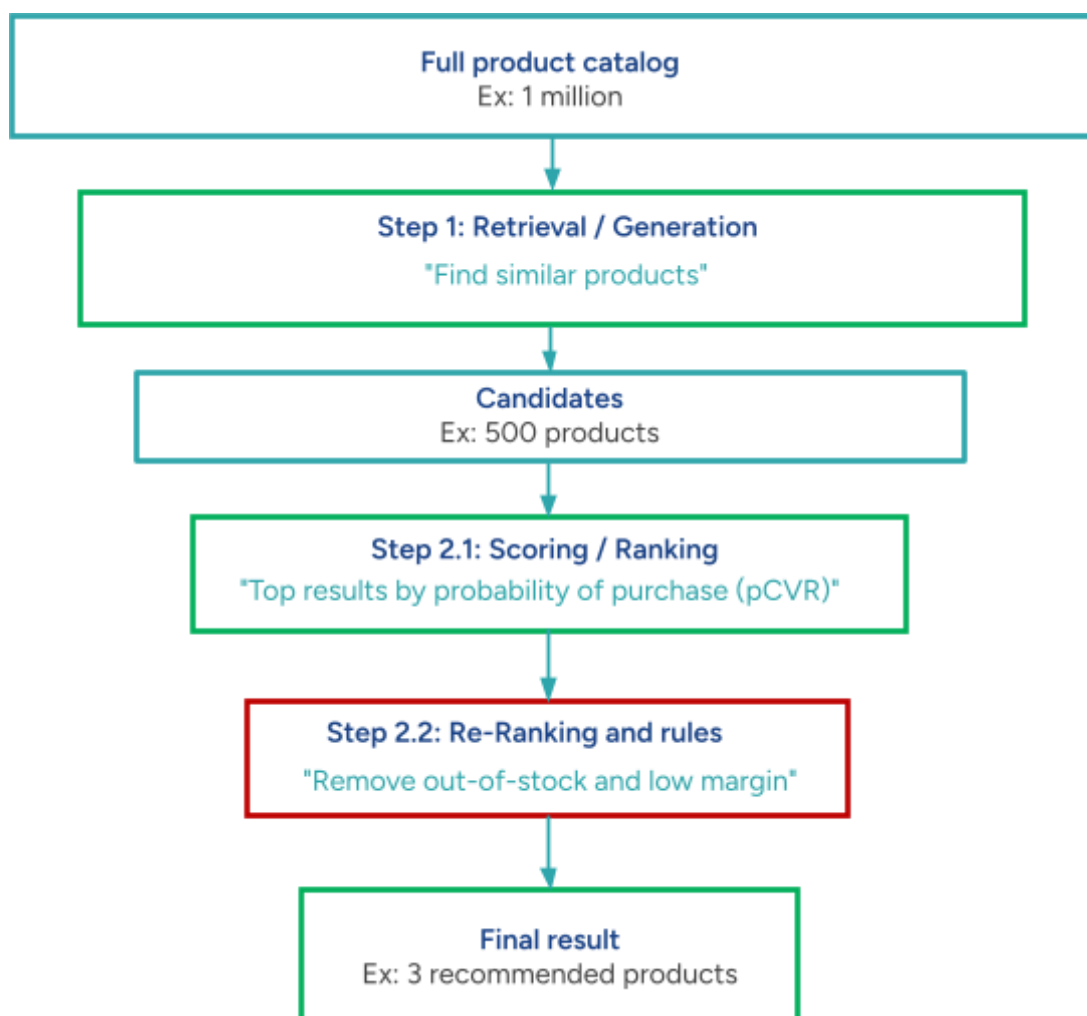 Full product catalog
Ex: 1 million
Step 1: Retrieval / Generation
"Find similar products"
Candidates
Ex: 500 products
Step 2.1: Scoring / Ranking
"Top results by probability of purchase (pCVR)"
Step 2.2: Re-Ranking and rules
"Remove out-of-stock and low margin"
Final result
Ex: 3 recommended products